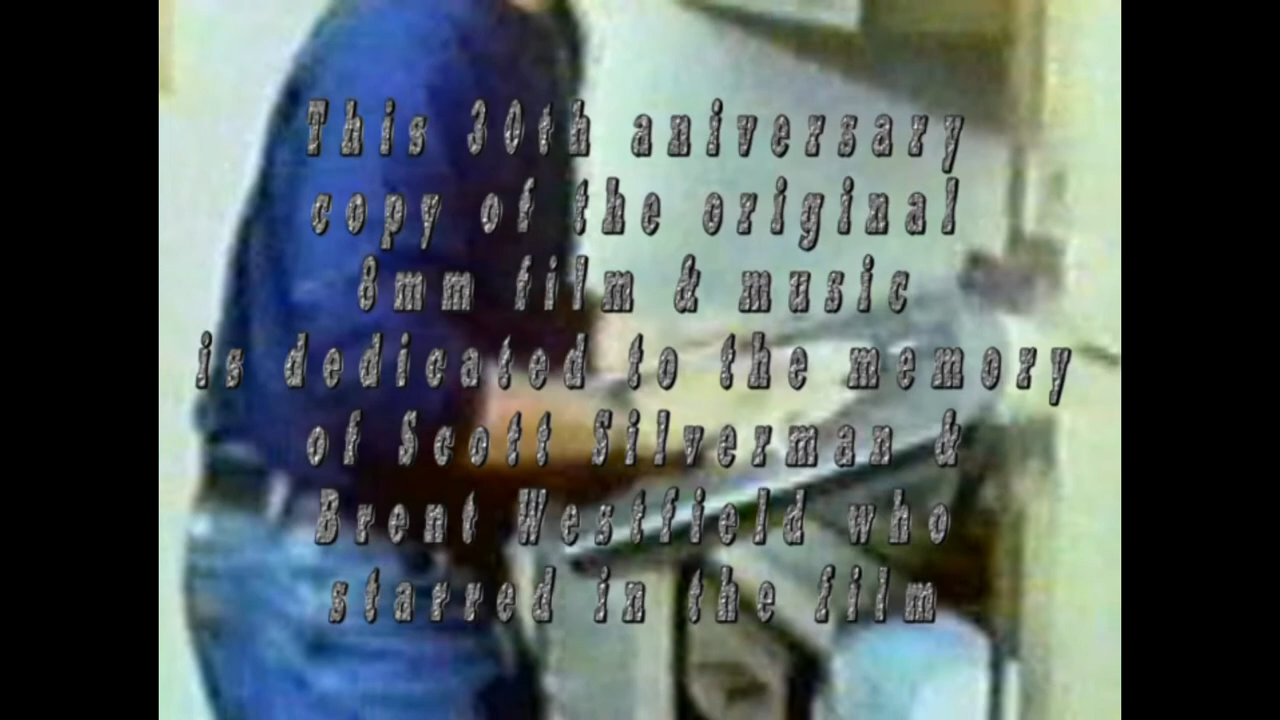 This 30th aniversary
copy of the original
8mm film & music
is dedicated to the memory
of Scott Silverman &
Brent Westfield who
starred in the film